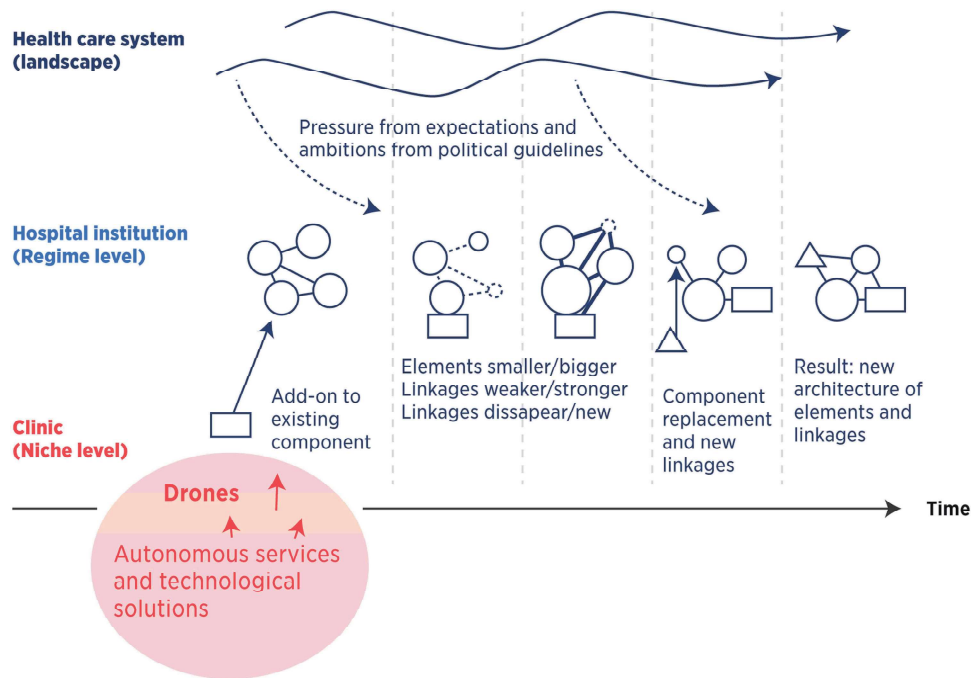 Health care system
(landscape)
Pressure from expectations and
ambitions from political guidelines
Hospital institution
(Regime level)
Add-on to
existing
component
Elements smaller/bigger
Linkages weaker/stronger
Linkages dissapear/new
Component
replacement
and new
linkages
Result: new
architecture of
elements and
linkages
Clinic
(Niche level)
Drones
Time
Autonomous services
and technological
solutions